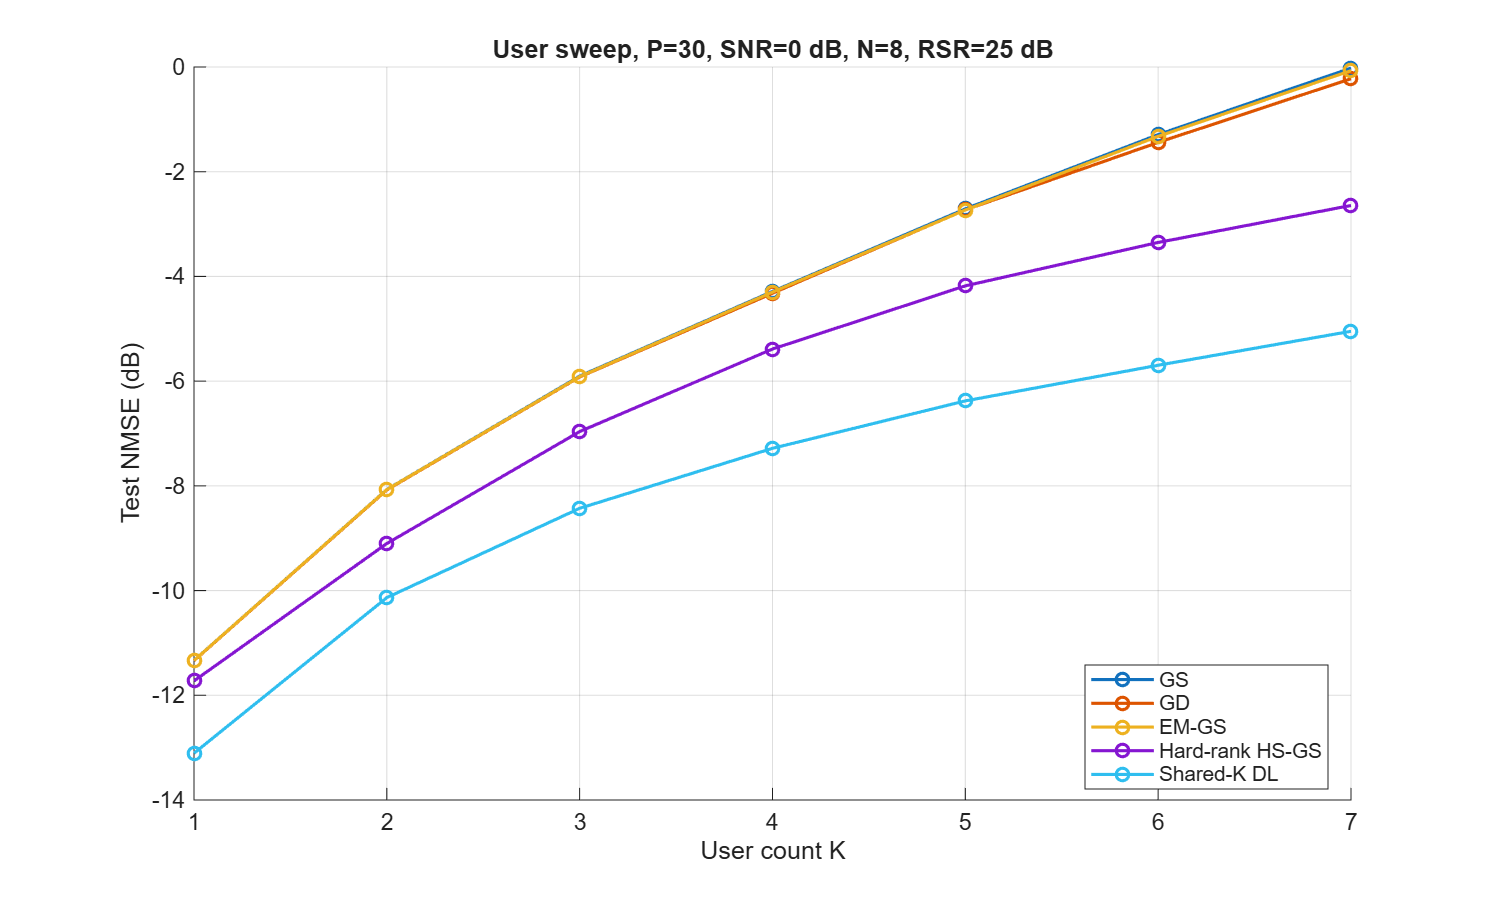 User sweep, P=30, SNR=0 dB, N=8, RSR=25 dB
0
-2
-4
-6
-8
-10
-12
-14
Test NMSE (dB)
1 2 3 4 5 6 7
User count K
GS
GD
EM-GS
Hard-rank HS-GS
Shared-K DL